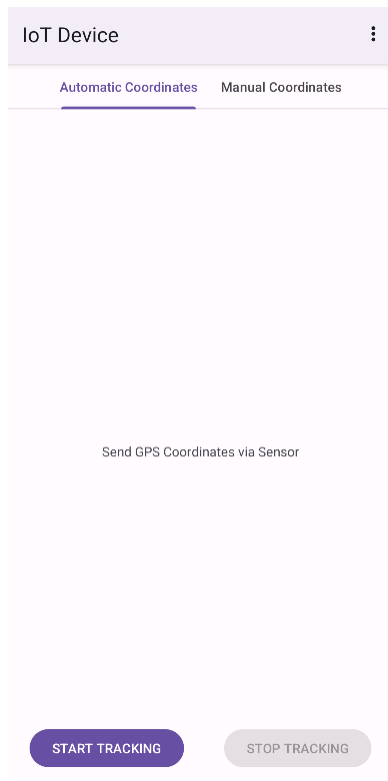 IoT Device
Automatic Coordinates Manual Coordinates
Send GPS Coordinates via Sensor
START TRACKING STOP TRACKING